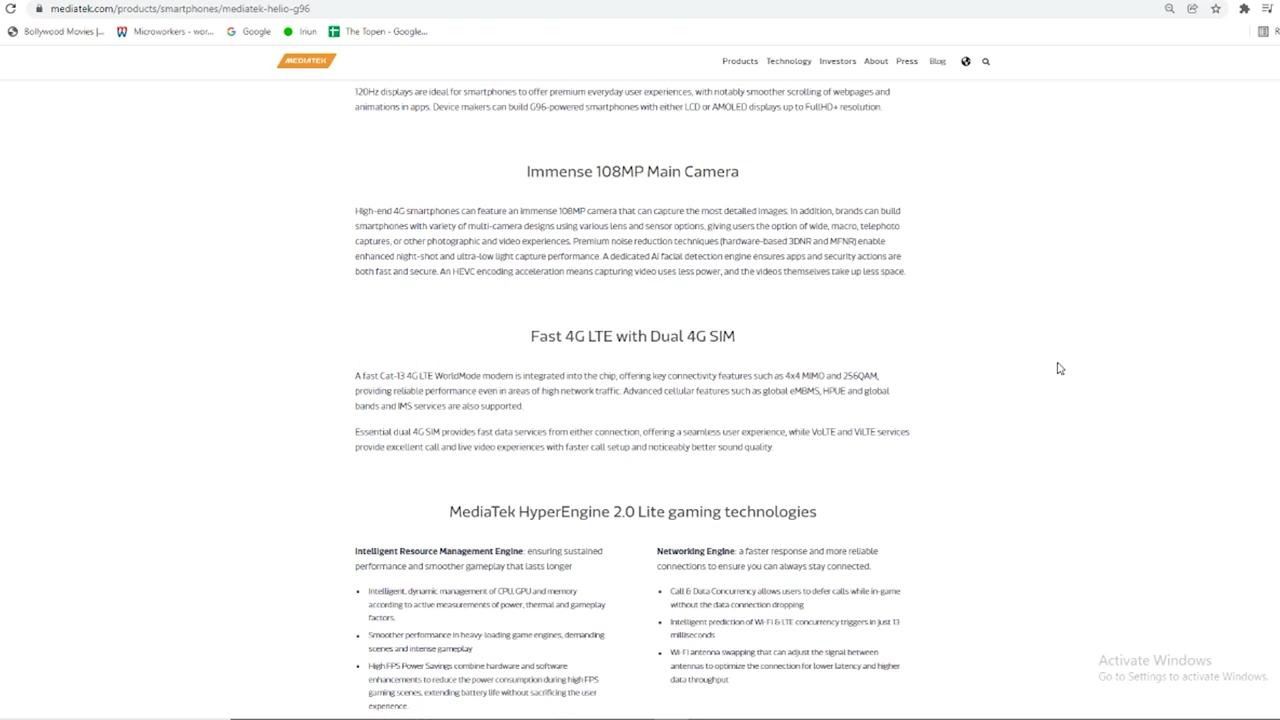 mediatek.com/products/smartphones/mediatek-helio-g96
Bollywood Movies |... Microworkers - wor... Google Iriun The Topen - Google...
MEDIATEK Products Technology Investors About Press Blog
120Hz displays are ideal for smartphones to offer premium everyday user experiences, with notably smoother scrolling of webpages and
animations in apps. Device makers can build G96-powered smartphones with either LCD or AMOLED displays up to FullHD+ resolution.
Immense 108MP Main Camera
High-end 4G smartphones can feature an immense 108MP camera that can capture the most detailed images. In addition, brands can build
smartphones with variety of multi-camera designs using various lens and sensor options, giving users the option of wide, macro, telephoto
captures, or other photographic and video experiences. Premium noise reduction techniques (hardware-based 3DNR and MFNR) enable
enhanced night-shot and ultra-low light capture performance. A dedicated AI facial detection engine ensures apps and security actions are
both fast and secure. An HEVC encoding acceleration means capturing video uses less power, and the videos themselves take up less space.
Fast 4G LTE with Dual 4G SIM
A fast Cat-13 4G LTE WorldMode modem is integrated into the chip, offering key connectivity features such as 4x4 MIMO and 256QAM,
providing reliable performance even in areas of high network traffic. Advanced cellular features such as global eMBMS, HPUE and global
bands and IMS services are also supported.
Essential dual 4G SIM provides fast data services from either connection, offering a seamless user experience, while VoLTE and ViLTE services
provide excellent call and live video experiences with faster call setup and noticeably better sound quality.
MediaTek HyperEngine 2.0 Lite gaming technologies
Intelligent Resource Management Engine: ensuring sustained
performance and smoother gameplay that lasts longer
Intelligent, dynamic management of CPU, GPU and memory
according to active measurements of power, thermal and gameplay
factors.
Smoother performance in heavy-loading game engines, demanding
scenes and intense gameplay
High FPS Power Savings combine hardware and software
enhancements to reduce the power consumption during high FPS
gaming scenes, extending battery life without sacrificing the user
experience.
Networking Engine: a faster response and more reliable
connections to ensure you can always stay connected.
Call & Data Concurrency allows users to defer calls while in-game
without the data connection dropping
Intelligent prediction of Wi-Fi & LTE concurrency triggers in just 13
milliseconds
Wi-Fi antenna swapping that can adjust the signal between
antennas to optimize the connection for lower latency and higher
data throughput
Activate Windows
Go to Settings to activate Windows.